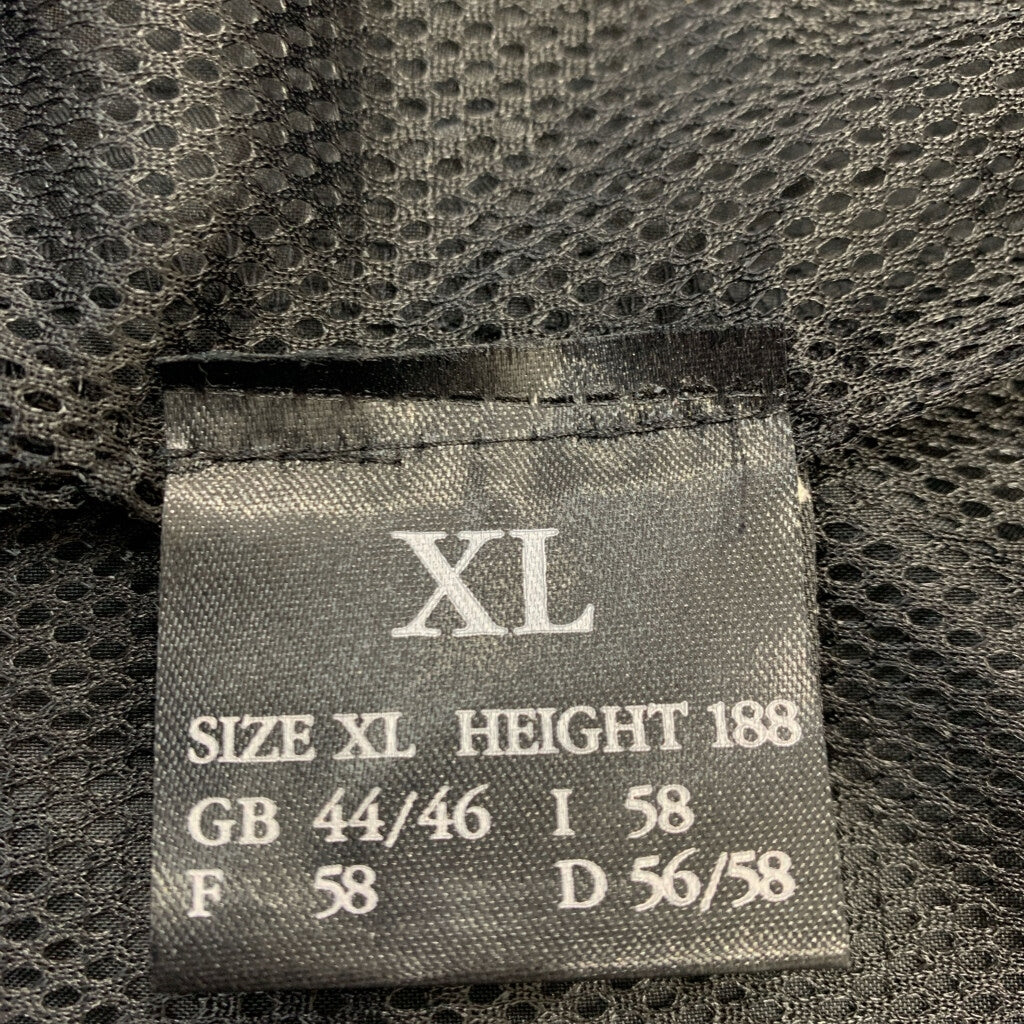 XL
SIZE XL HEIGHT 188
GB 44/46 I 58
F 58 D 56/58